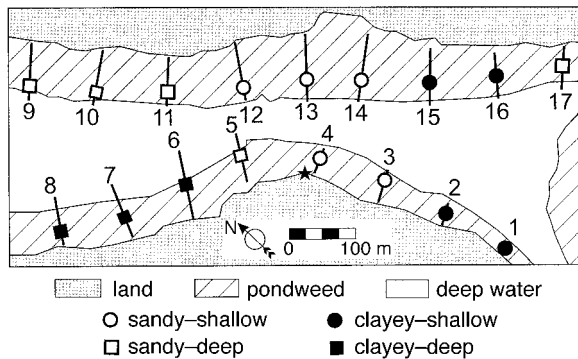 9 10 11 12 13 14 15 16 17
8 7 6 5 4 3 2 1
N
0 100 m
land pondweed deep water
sandy–shallow clayey–shallow
sandy–deep clayey–deep